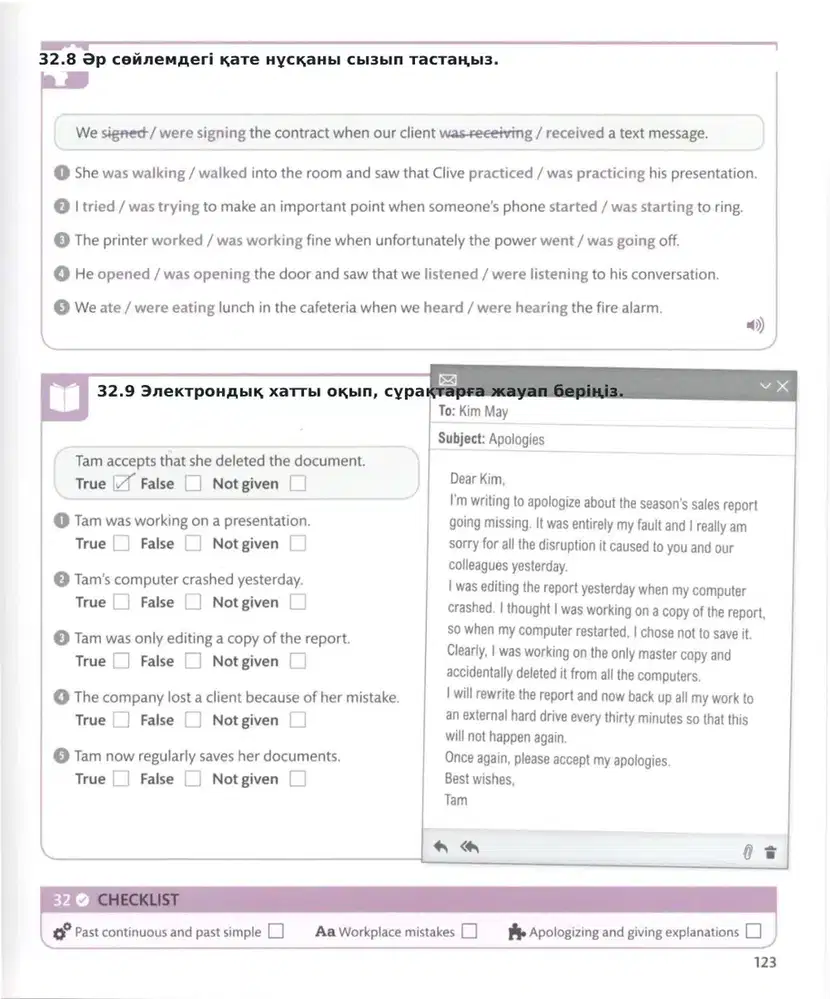 32.8 Әр сөйлемдегі қате нұсқаны сызып тастаңыз.
We signed / were signing the contract when our client was receiving / received a text message.
1 She was walking / walked into the room and saw that Clive practiced / was practicing his presentation.
2 I tried / was trying to make an important point when someone's phone started / was starting to ring.
3 The printer worked / was working fine when unfortunately the power went / was going off.
4 He opened / was opening the door and saw that we listened / were listening to his conversation.
5 We ate / were eating lunch in the cafeteria when we heard / were hearing the fire alarm.
32.9 Электрондық хатты оқып, сұрақтарға жауап беріңіз.
Tam accepts that she deleted the document.
True False Not given
1 Tam was working on a presentation.
True False Not given
2 Tam's computer crashed yesterday.
True False Not given
3 Tam was only editing a copy of the report.
True False Not given
4 The company lost a client because of her mistake.
True False Not given
5 Tam now regularly saves her documents.
True False Not given
To: Kim May
Subject: Apologies
Dear Kim,
I'm writing to apologize about the season's sales report
going missing. It was entirely my fault and I really am
sorry for all the disruption it caused to you and our
colleagues yesterday.
I was editing the report yesterday when my computer
crashed. I thought I was working on a copy of the report,
so when my computer restarted, I chose not to save it.
Clearly, I was working on the only master copy and
accidentally deleted it from all the computers.
I will rewrite the report and now back up all my work to
an external hard drive every thirty minutes so that this
will not happen again.
Once again, please accept my apologies.
Best wishes,
Tam
32 CHECKLIST
Past continuous and past simple Aa Workplace mistakes Apologizing and giving explanations
123